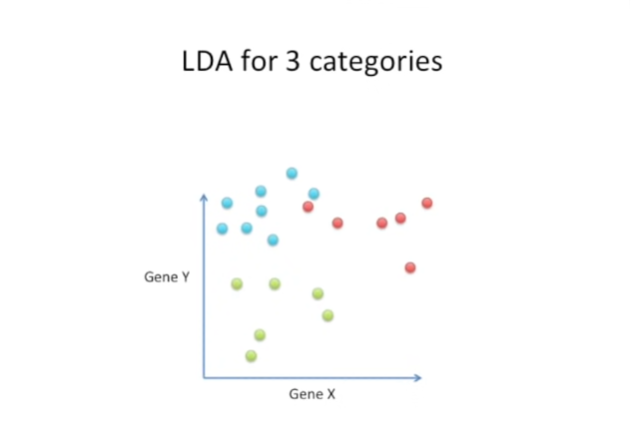 LDA for 3 categories
Gene Y
Gene X